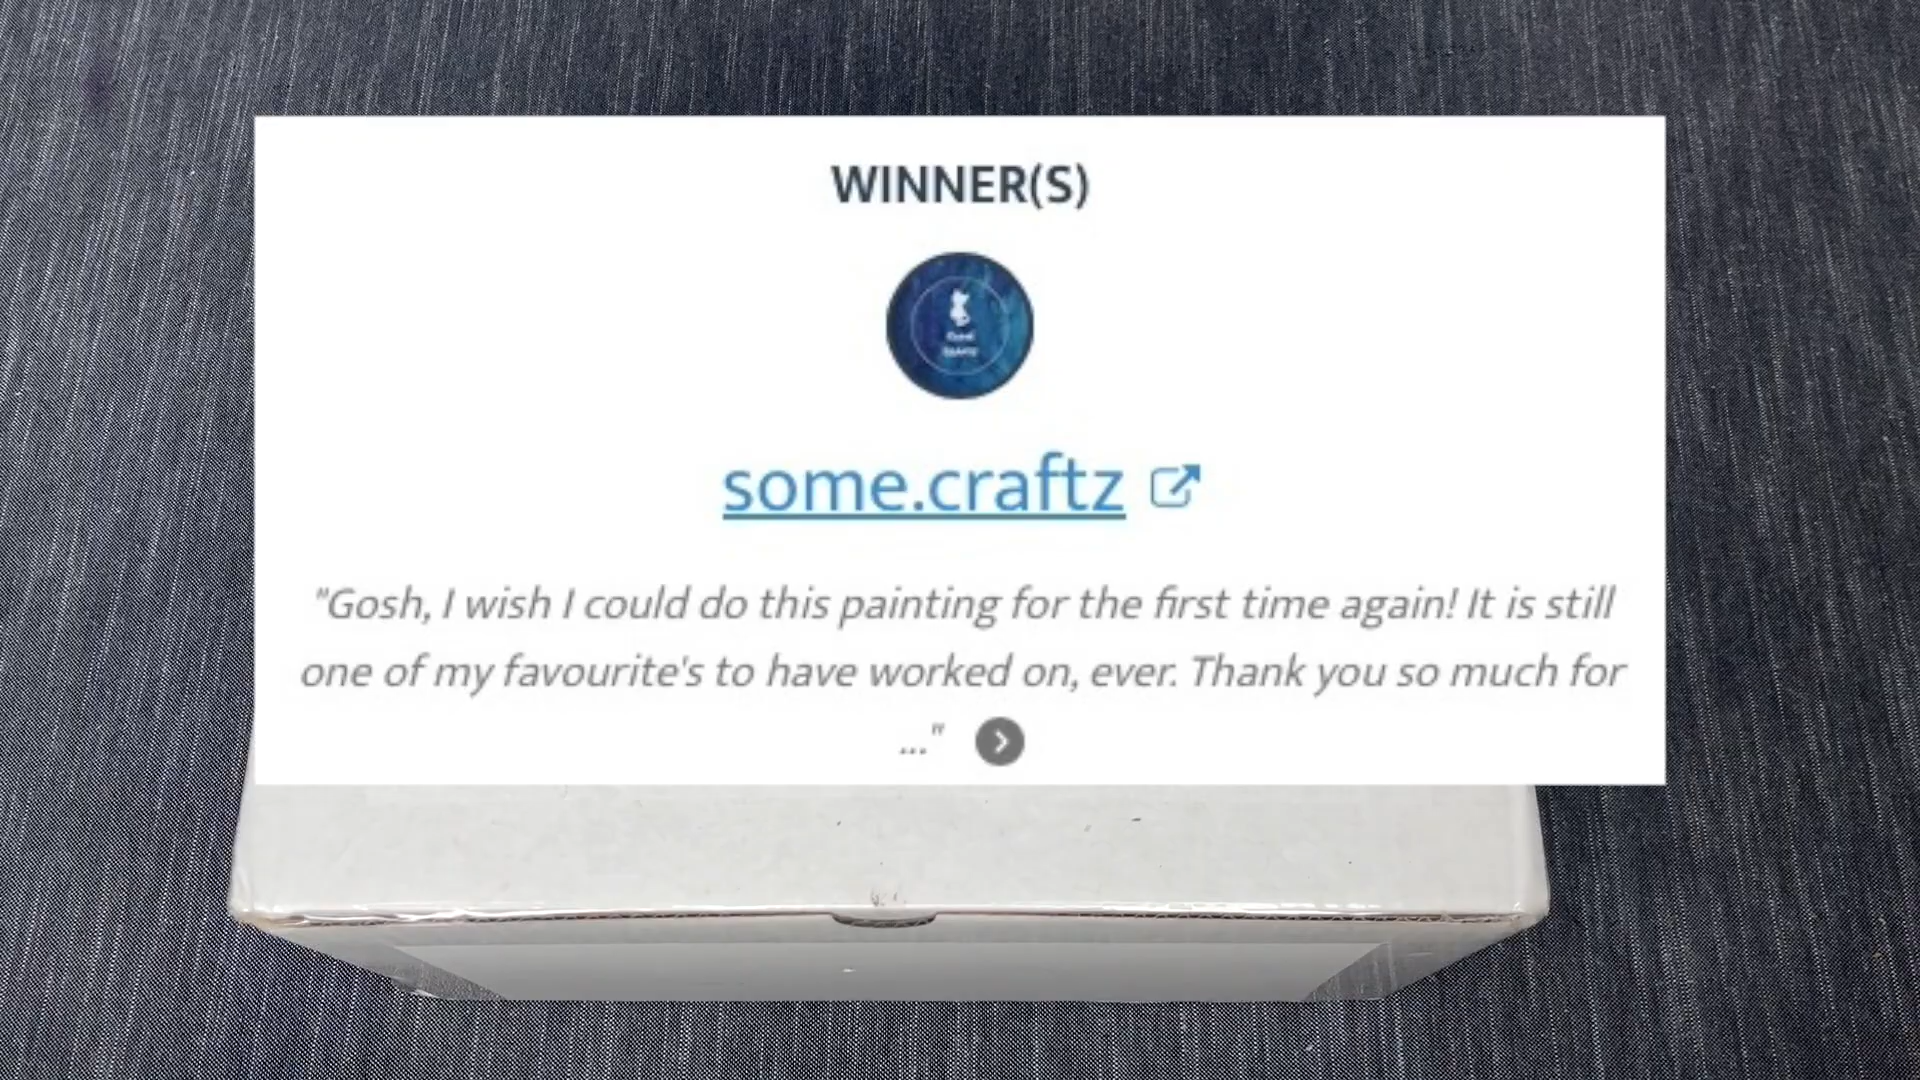 WINNER(S)
some.craftz
"Gosh, I wish I could do this painting for the first time again! It is still
one of my favourite's to have worked on, ever. Thank you so much for
..."